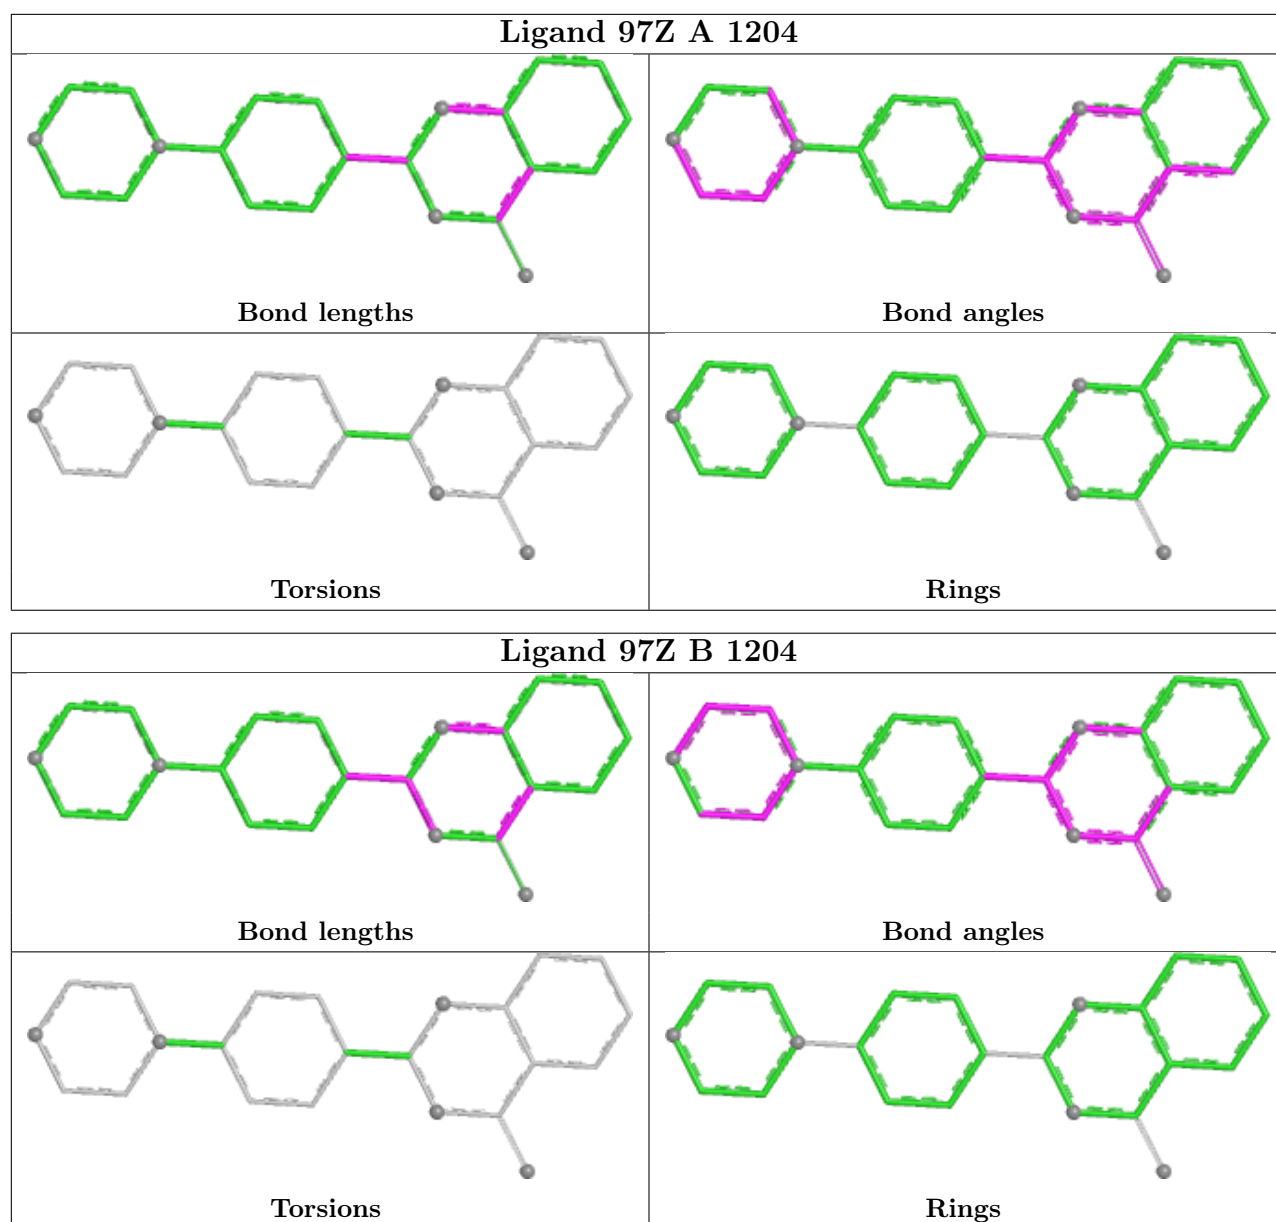 Ligand 97Z A 1204
Bond lengths
Bond angles
Torsions
Rings
Ligand 97Z B 1204
Bond lengths
Bond angles
Torsions
Rings